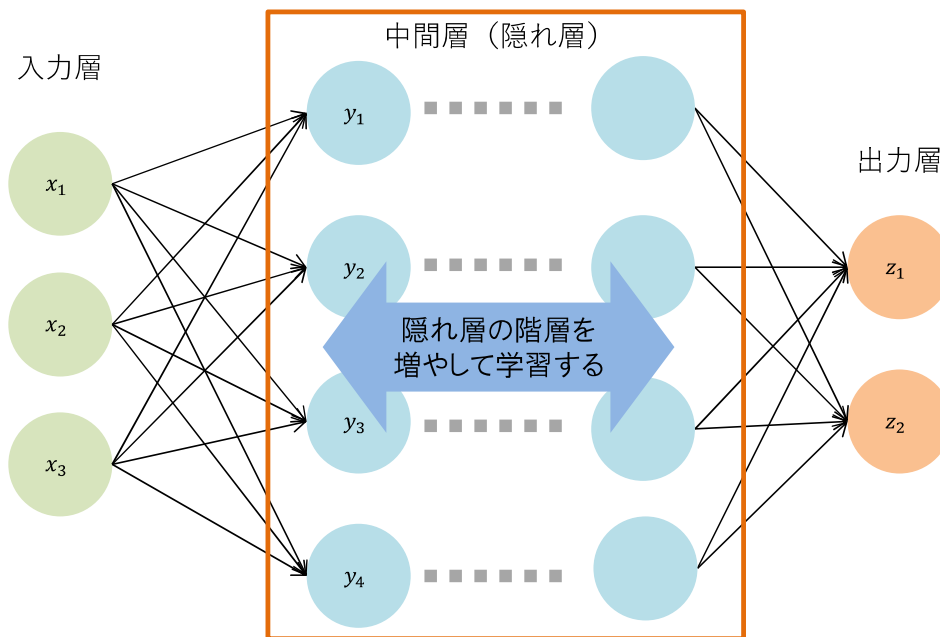 中間層（隠れ層）
入力層
出力層
x₁
x₂
x₃
y₁
y₂
y₃
y₄
隠れ層の階層を
増やして学習する
z₁
z₂